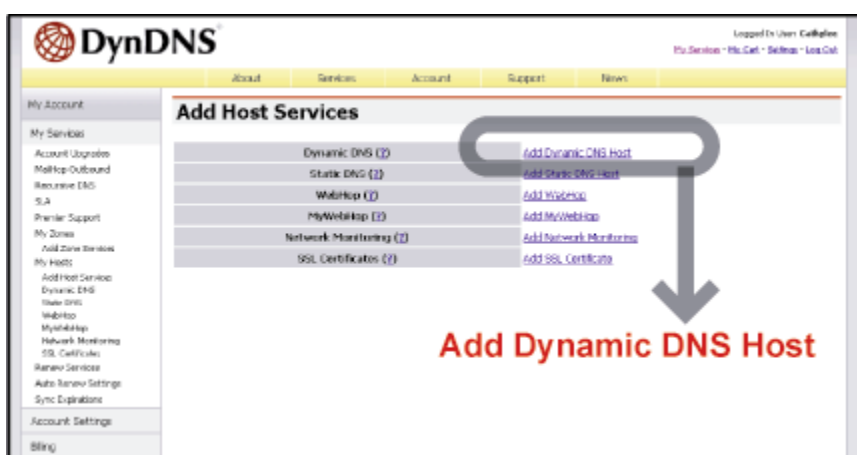 DynDNS
Logged In User: Cathplee
My Services - My Cart - Settings - Log Out
About Services Account Support News
My Account
My Services
Account Upgrades
MailHop Outbound
Recursive DNS
SLA
Premier Support
My Zones
Add Zone Services
My Hosts
Add Host Services
Dynamic DNS
Static DNS
WebHop
MyWebHop
Network Monitoring
SSL Certificates
Renew Services
Auto Renew Settings
Sync Expirations
Account Settings
Billing
Add Host Services
Dynamic DNS (?) Add Dynamic DNS Host
Static DNS (?) Add Static DNS Host
WebHop (?) Add WebHop
MyWebHop (?) Add MyWebHop
Network Monitoring (?) Add Network Monitoring
SSL Certificates (?) Add SSL Certificate
Add Dynamic DNS Host